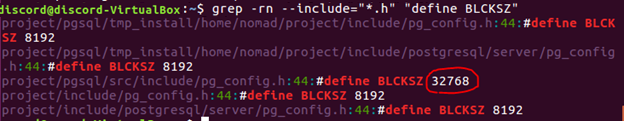 discord@discord-VirtualBox:~$ grep -rn --include="*.h" "define BLCKSZ"
project/pgsql/tmp_install/home/nomad/project/include/pg_config.h:44:#define BLCK
SZ 8192
project/pgsql/tmp_install/home/nomad/project/include/postgresql/server/pg_config
.h:44:#define BLCKSZ 8192
project/pgsql/src/include/pg_config.h:44:#define BLCKSZ 32768
project/include/pg_config.h:44:#define BLCKSZ 8192
project/include/postgresql/server/pg_config.h:44:#define BLCKSZ 8192